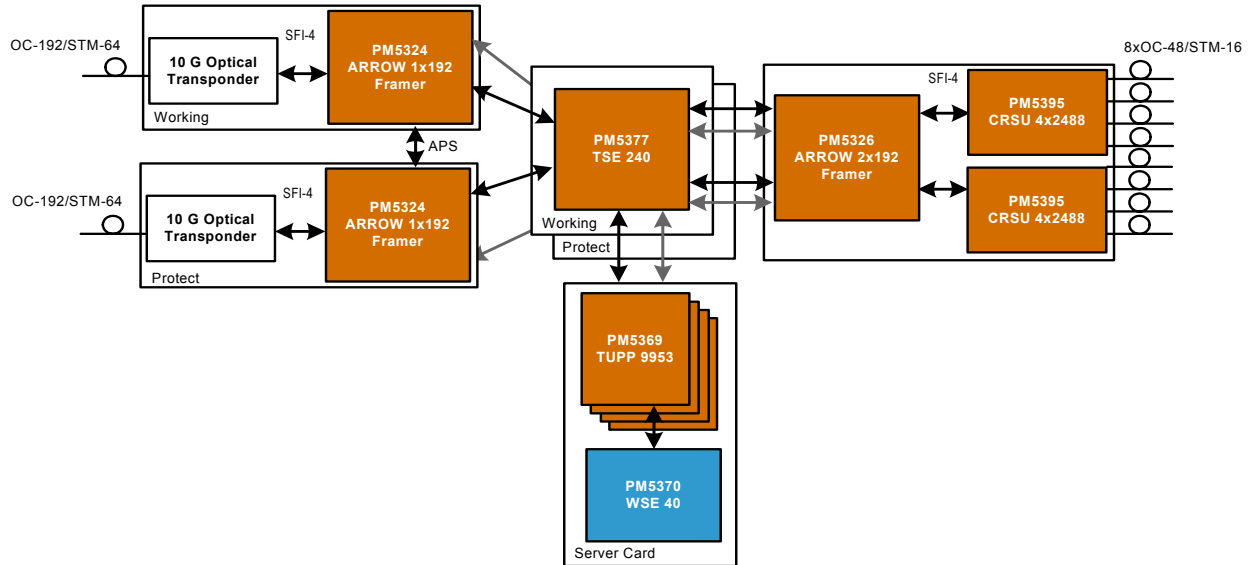 OC-192/STM-64
SFI-4
10 G Optical
Transponder
PM5324
ARROW 1x192
Framer
Working
APS
OC-192/STM-64
SFI-4
10 G Optical
Transponder
PM5324
ARROW 1x192
Framer
Protect
PM5377
TSE 240
Working
Protect
PM5326
ARROW 2x192
Framer
SFI-4
PM5395
CRSU 4x2488
PM5395
CRSU 4x2488
8xOC-48/STM-16
PM5369
TUPP 9953
PM5370
WSE 40
Server Card